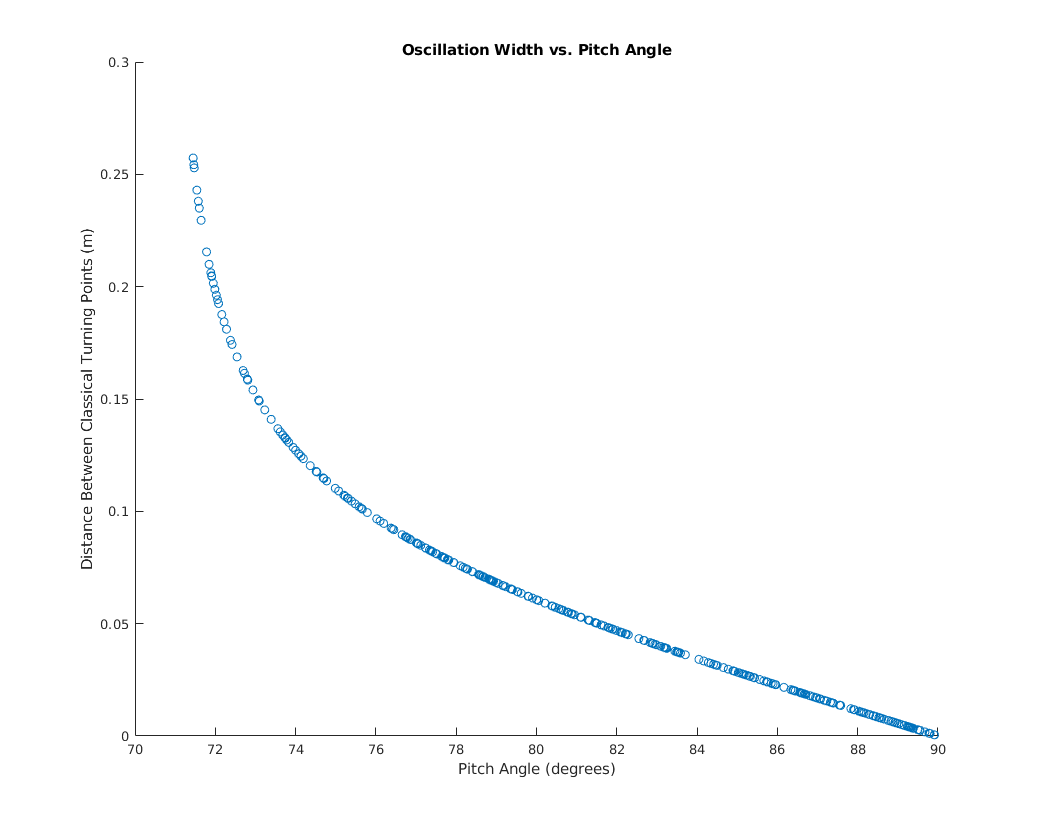 Oscillation Width vs. Pitch Angle
0.3
0.25
0.2
0.15
0.1
0.05
0
Distance Between Classical Turning Points (m)
70 72 74 76 78 80 82 84 86 88 90
Pitch Angle (degrees)